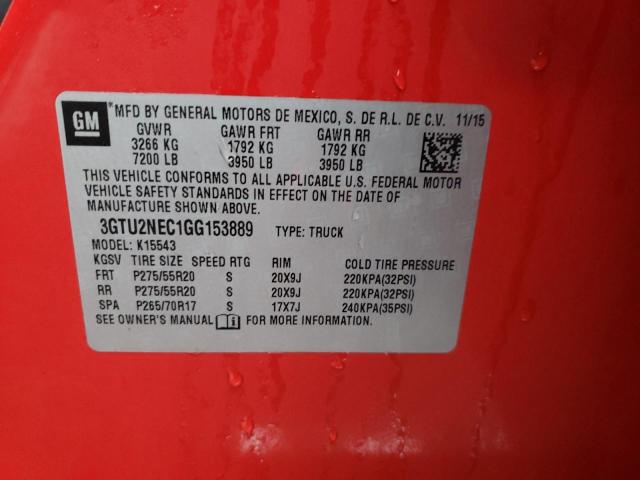 GM ® MFD BY GENERAL MOTORS DE MEXICO, S. DE R.L. DE C.V. 11/15
GVWR GAWR FRT GAWR RR
3266 KG 1792 KG 1792 KG
7200 LB 3950 LB 3950 LB
THIS VEHICLE CONFORMS TO ALL APPLICABLE U.S. FEDERAL MOTOR
VEHICLE SAFETY STANDARDS IN EFFECT ON THE DATE OF
MANUFACTURE SHOWN ABOVE.
3GTU2NEC1GG153889 TYPE: TRUCK
MODEL: K15543
KGSV TIRE SIZE SPEED RTG RIM COLD TIRE PRESSURE
FRT P275/55R20 S 20X9J 220KPA(32PSI)
RR P275/55R20 S 20X9J 220KPA(32PSI)
SPA P265/70R17 S 17X7J 240KPA(35PSI)
SEE OWNER'S MANUAL FOR MORE INFORMATION.